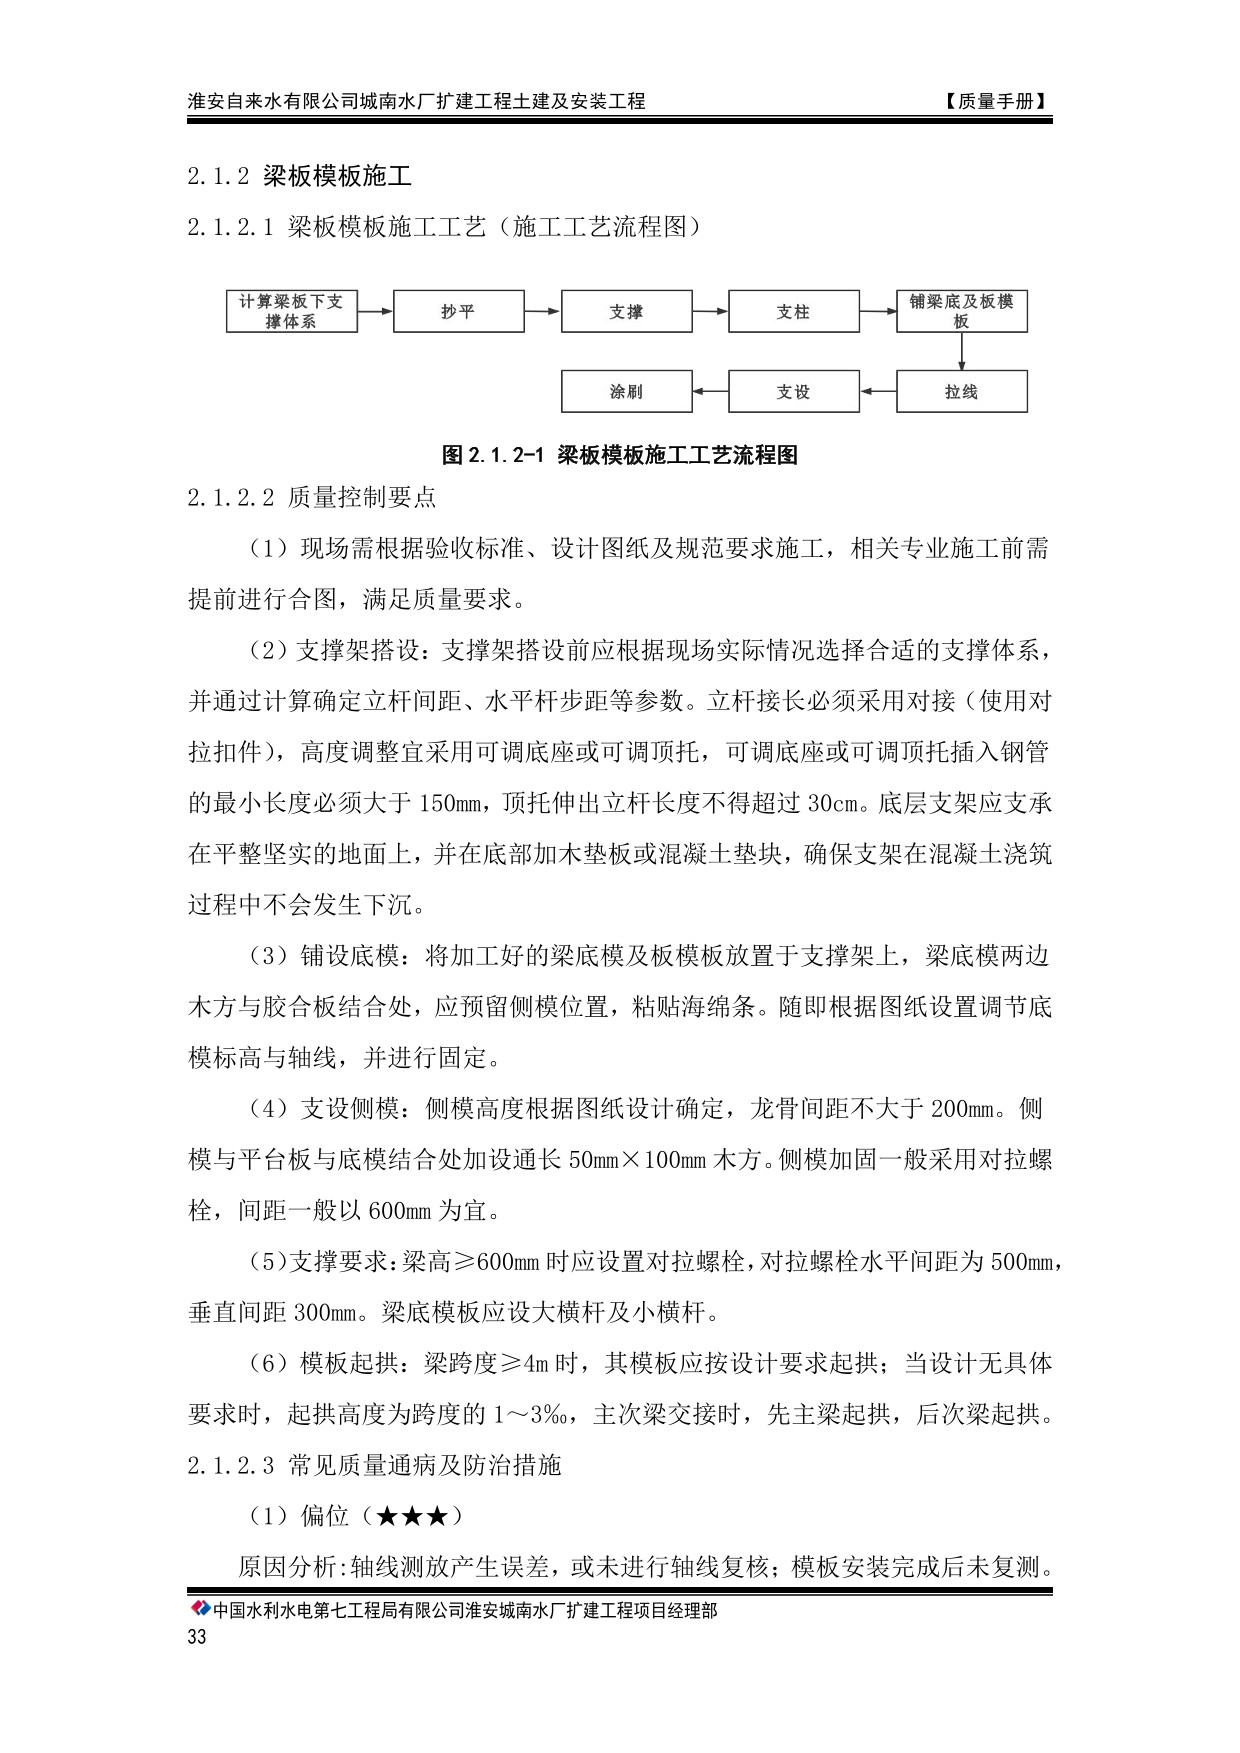 淮安自来水有限公司城南水厂扩建工程土建及安装工程 【质量手册】
2.1.2 梁板模板施工
2.1.2.1 梁板模板施工工艺（施工工艺流程图）
计算梁板下支
撑体系
抄平
支撑
支柱
铺梁底及板模
板
拉线
支设
涂刷
图 2.1.2-1 梁板模板施工工艺流程图
2.1.2.2 质量控制要点
（1）现场需根据验收标准、设计图纸及规范要求施工，相关专业施工前需
提前进行合图，满足质量要求。
（2）支撑架搭设：支撑架搭设前应根据现场实际情况选择合适的支撑体系，
并通过计算确定立杆间距、水平杆步距等参数。立杆接长必须采用对接（使用对
拉扣件），高度调整宜采用可调底座或可调顶托，可调底座或可调顶托插入钢管
的最小长度必须大于 150mm，顶托伸出立杆长度不得超过 30cm。底层支架应支承
在平整坚实的地面上，并在底部加木垫板或混凝土垫块，确保支架在混凝土浇筑
过程中不会发生下沉。
（3）铺设底模：将加工好的梁底模及板模板放置于支撑架上，梁底模两边
木方与胶合板结合处，应预留侧模位置，粘贴海绵条。随即根据图纸设置调节底
模标高与轴线，并进行固定。
（4）支设侧模：侧模高度根据图纸设计确定，龙骨间距不大于 200mm。侧
模与平台板与底模结合处加设通长 50mm×100mm 木方。侧模加固一般采用对拉螺
栓，间距一般以 600mm 为宜。
（5）支撑要求：梁高≥600mm 时应设置对拉螺栓，对拉螺栓水平间距为 500mm，
垂直间距 300mm。梁底模板应设大横杆及小横杆。
（6）模板起拱：梁跨度≥4m 时，其模板应按设计要求起拱；当设计无具体
要求时，起拱高度为跨度的 1～3‰，主次梁交接时，先主梁起拱，后次梁起拱。
2.1.2.3 常见质量通病及防治措施
（1）偏位（★★★）
原因分析：轴线测放产生误差，或未进行轴线复核；模板安装完成后未复测。
中国水利水电第七工程局有限公司淮安城南水厂扩建工程项目经理部
33